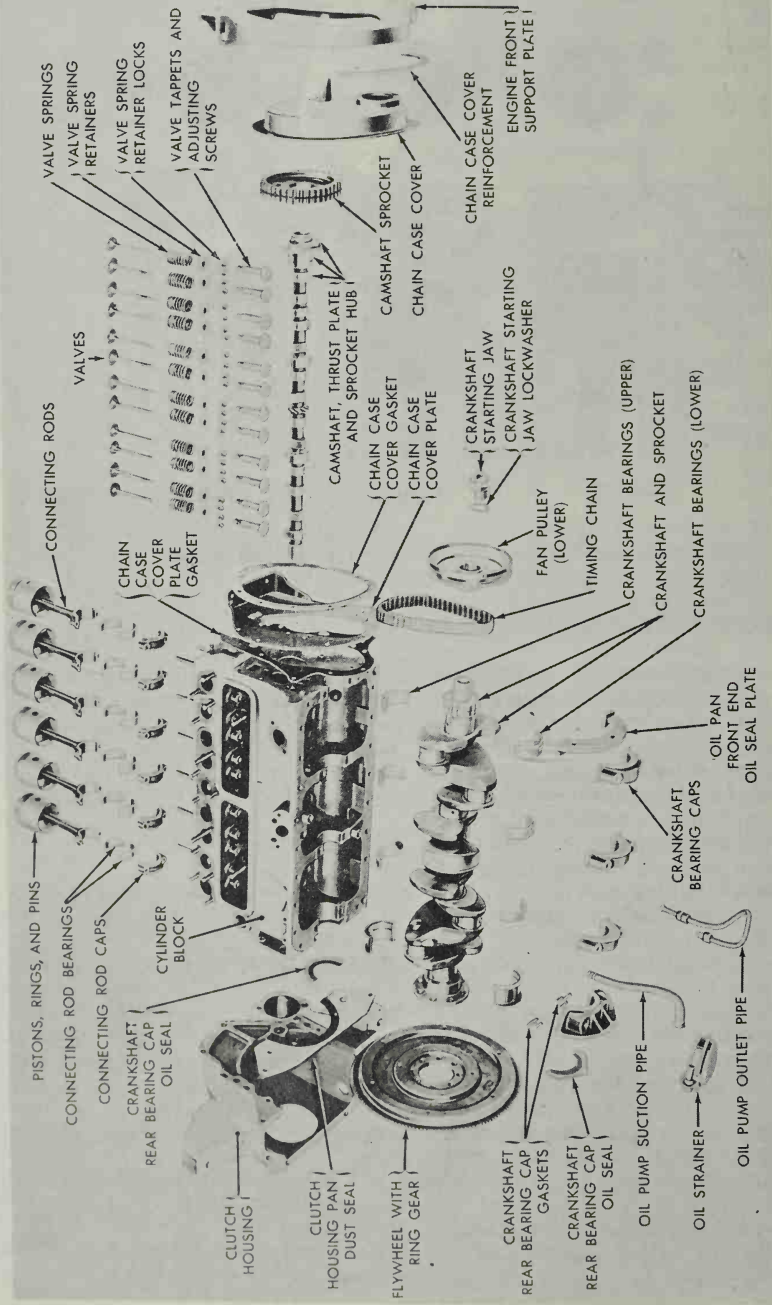 PISTONS, RINGS, AND PINS
CONNECTING ROD BEARINGS
CONNECTING ROD CAPS
CRANKSHAFT
REAR BEARING CAP
OIL SEAL
CYLINDER
BLOCK
CONNECTING RODS
CHAIN
CASE
COVER
PLATE
GASKET
VALVES
VALVE SPRINGS
VALVE SPRING
RETAINERS
VALVE SPRING
RETAINER LOCKS
VALVE TAPPETS AND
ADJUSTING
SCREWS
CAMSHAFT, THRUST PLATE
AND SPROCKET HUB
CHAIN CASE
COVER GASKET
CHAIN CASE
COVER PLATE
CAMSHAFT SPROCKET
CHAIN CASE COVER
CHAIN CASE COVER
REINFORCEMENT
ENGINE FRONT
SUPPORT PLATE
CRANKSHAFT
STARTING JAW
CRANKSHAFT STARTING
JAW LOCKWASHER
FAN PULLEY
(LOWER)
TIMING CHAIN
CRANKSHAFT BEARINGS (UPPER)
CRANKSHAFT AND SPROCKET
CRANKSHAFT BEARINGS (LOWER)
OIL PAN
FRONT END
OIL SEAL PLATE
CRANKSHAFT
BEARING CAPS
CLUTCH
HOUSING
CLUTCH
HOUSING PAN
DUST SEAL
FLYWHEEL WITH
RING GEAR
CRANKSHAFT
REAR BEARING CAP
GASKETS
CRANKSHAFT
REAR BEARING CAP
OIL SEAL
OIL PUMP SUCTION PIPE
OIL STRAINER
OIL PUMP OUTLET PIPE